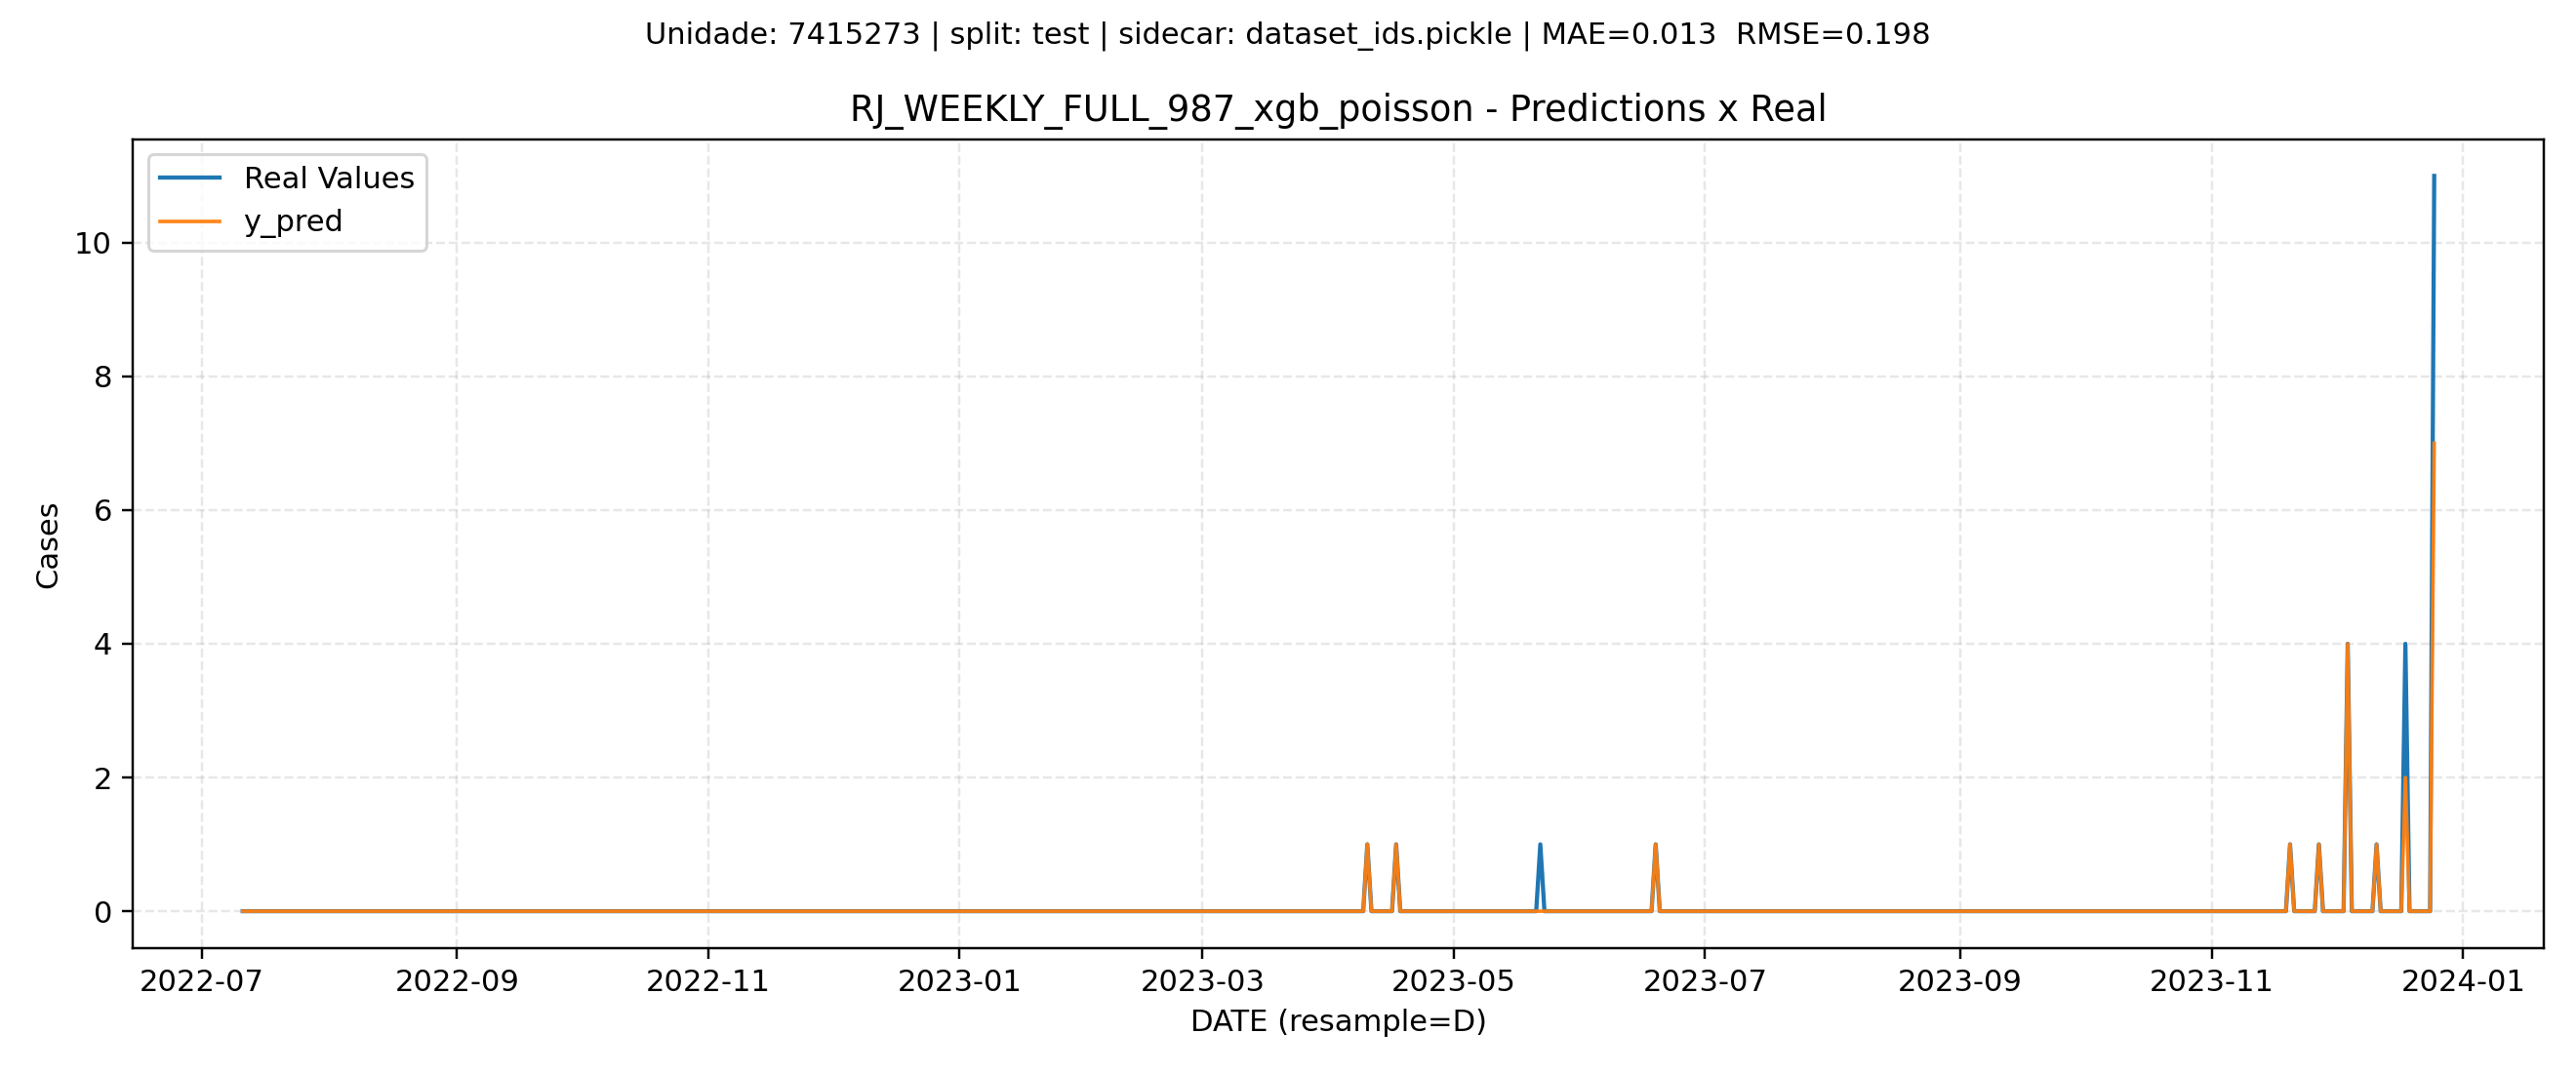 Unidade: 7415273 | split: test | sidecar: dataset_ids.pickle | MAE=0.013  RMSE=0.198
RJ_WEEKLY_FULL_987_xgb_poisson - Predictions x Real
Real Values
y_pred
10
8
6
4
2
0
Cases
2022-07
2022-09
2022-11
2023-01
2023-03
2023-05
2023-07
2023-09
2023-11
2024-01
DATE (resample=D)